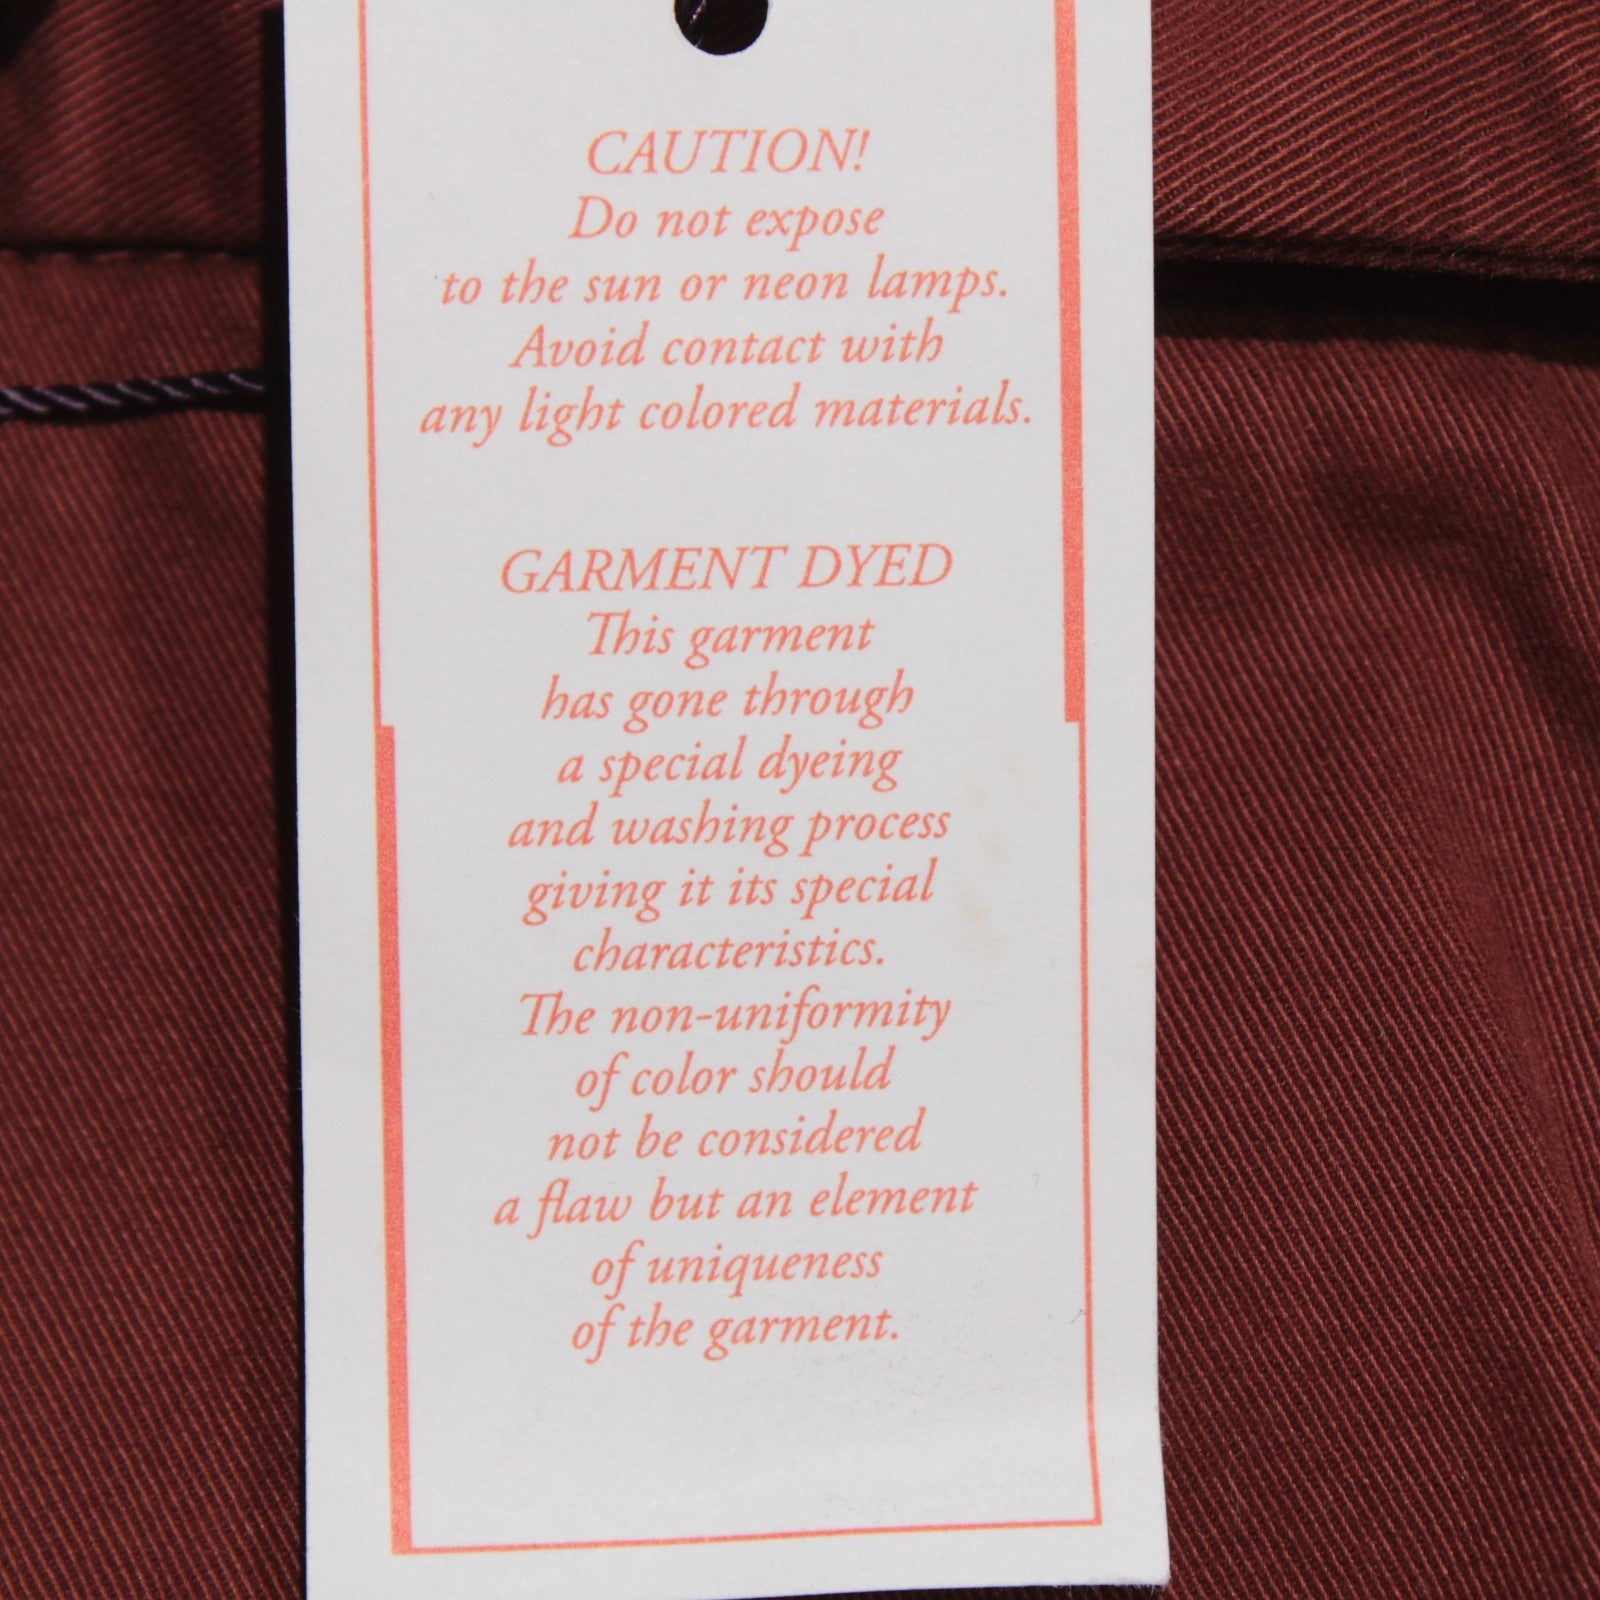 CAUTION!
Do not expose
to the sun or neon lamps.
Avoid contact with
any light colored materials.
GARMENT DYED
This garment
has gone through
a special dyeing
and washing process
giving it its special
characteristics.
The non-uniformity
of color should
not be considered
a flaw but an element
of uniqueness
of the garment.